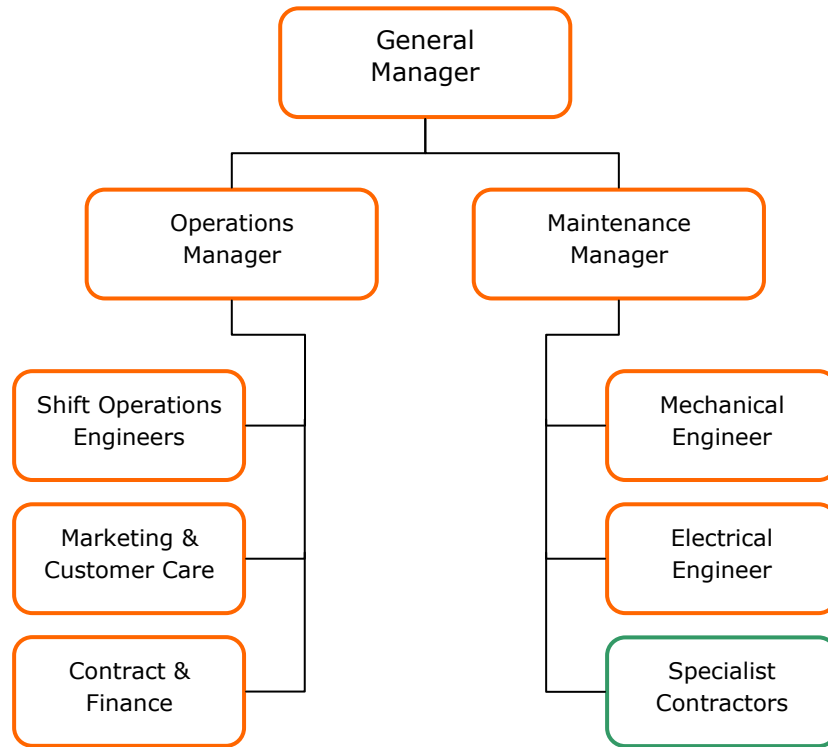 General
Manager
Operations
Manager
Maintenance
Manager
Shift Operations
Engineers
Mechanical
Engineer
Marketing &
Customer Care
Electrical
Engineer
Contract &
Finance
Specialist
Contractors